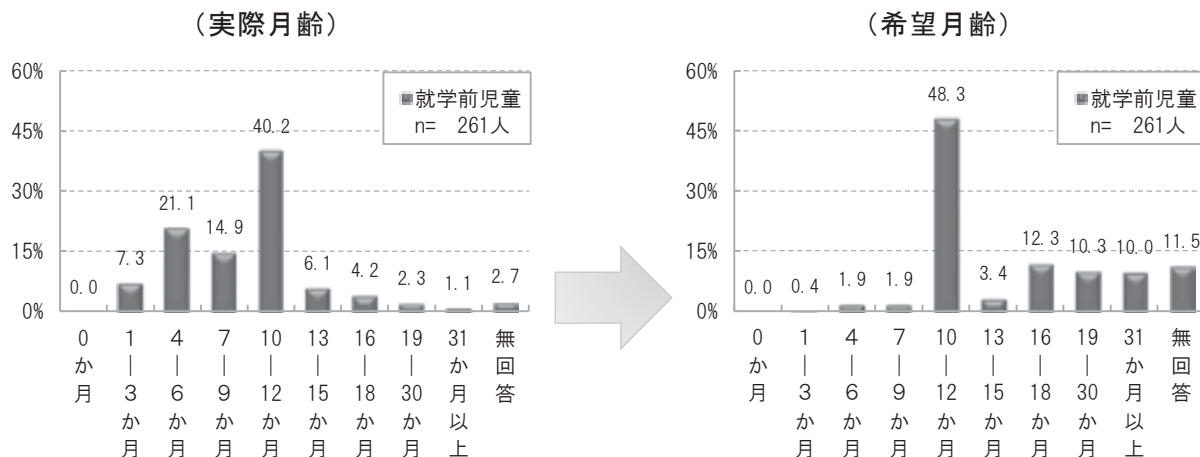 (実際月齢)
60%
45%
30%
15%
0%
就学前児童
n= 261人
0.0
7.3
21.1
14.9
40.2
6.1
4.2
2.3
1.1
2.7
0か月
1―3か月
4―6か月
7―9か月
10―12か月
13―15か月
16―18か月
19―30か月
31か月以上
無回答
(希望月齢)
60%
45%
30%
15%
0%
就学前児童
n= 261人
0.0
0.4
1.9
1.9
48.3
3.4
12.3
10.3
10.0
11.5
0か月
1―3か月
4―6か月
7―9か月
10―12か月
13―15か月
16―18か月
19―30か月
31か月以上
無回答